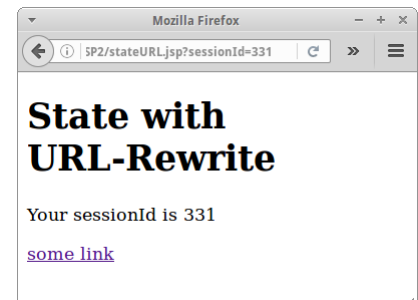 Mozilla Firefox
SP2/stateURL.jsp?sessionId=331
State with
URL-Rewrite
Your sessionId is 331
some link